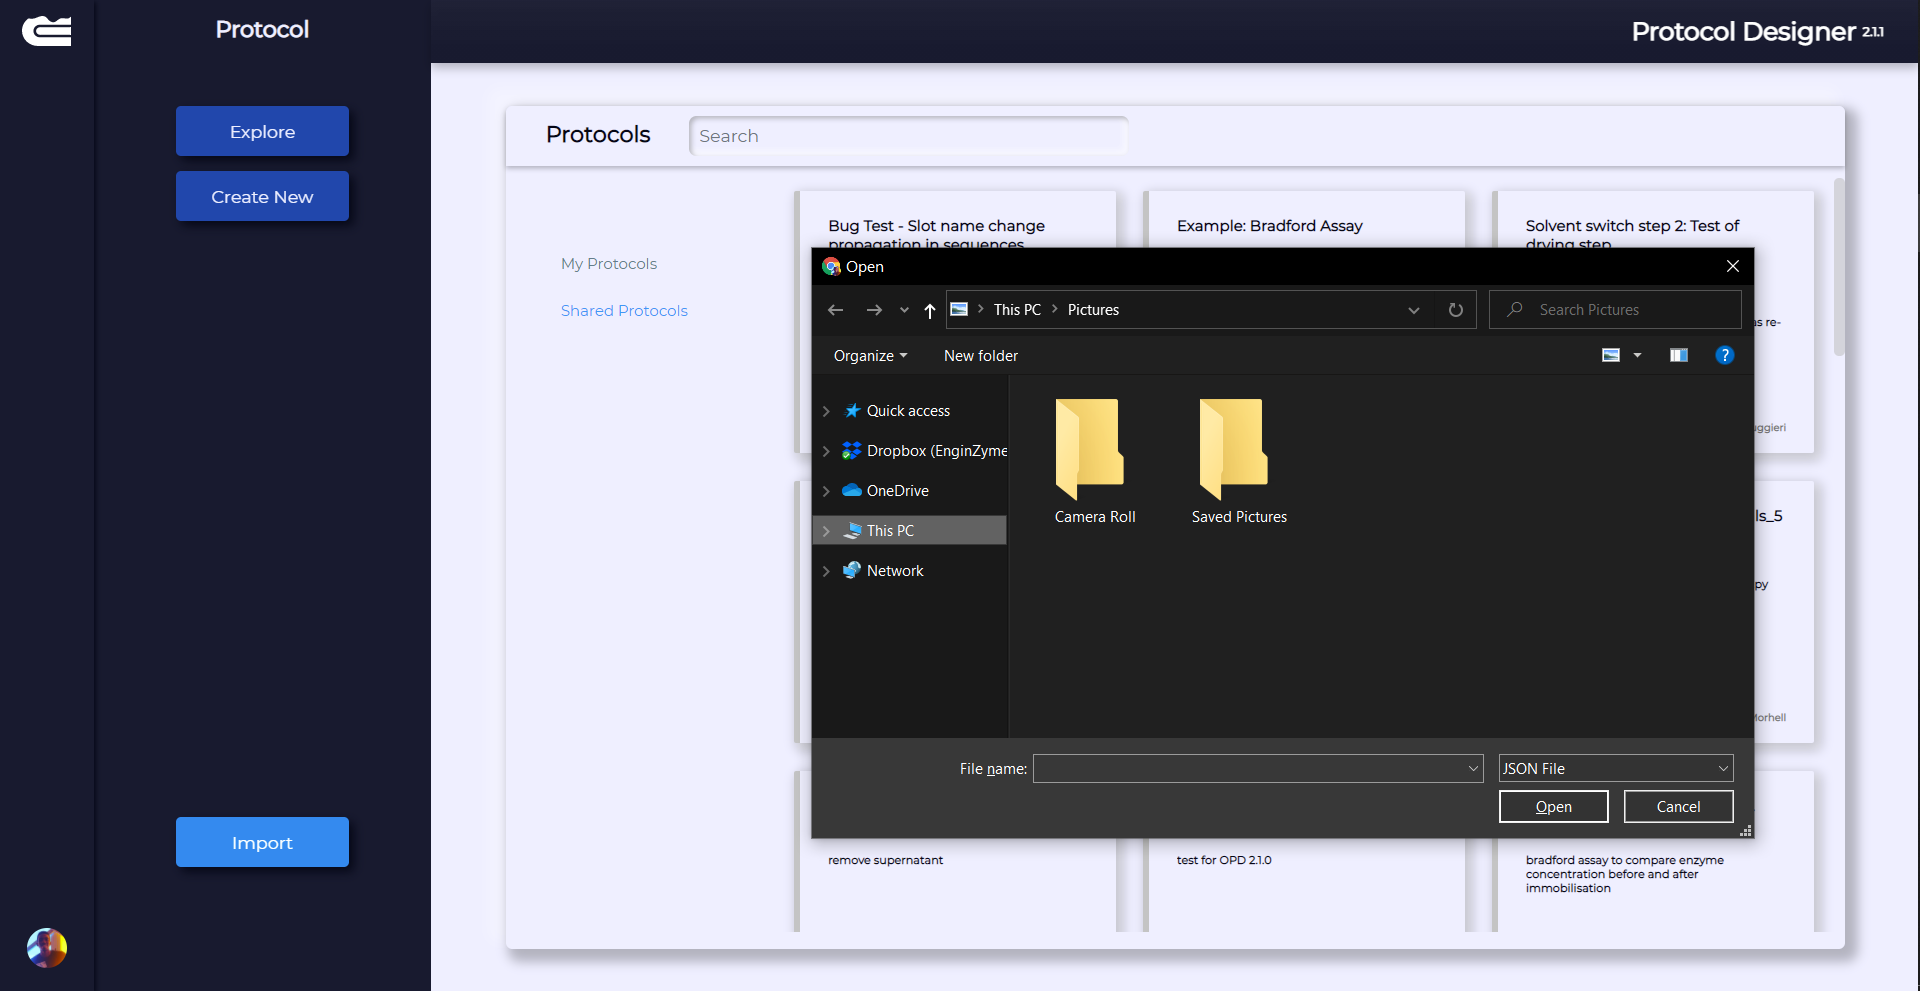 Protocol
Protocol Designer 2.1.1
Explore
Create New
Import
Protocols
Search
My Protocols
Shared Protocols
Bug Test - Slot name change
propagation in sequences
Example: Bradford Assay
Solvent switch step 2: Test of
drying step
as re-
uggieri
ls_5
py
Morhell
Open
This PC
Pictures
Search Pictures
Organize
New folder
?
Quick access
Dropbox (EnginZyme
OneDrive
This PC
Network
Camera Roll
Saved Pictures
File name:
JSON File
Open
Cancel
remove supernatant
test for OPD 2.1.0
bradford assay to compare enzyme
concentration before and after
immobilisation